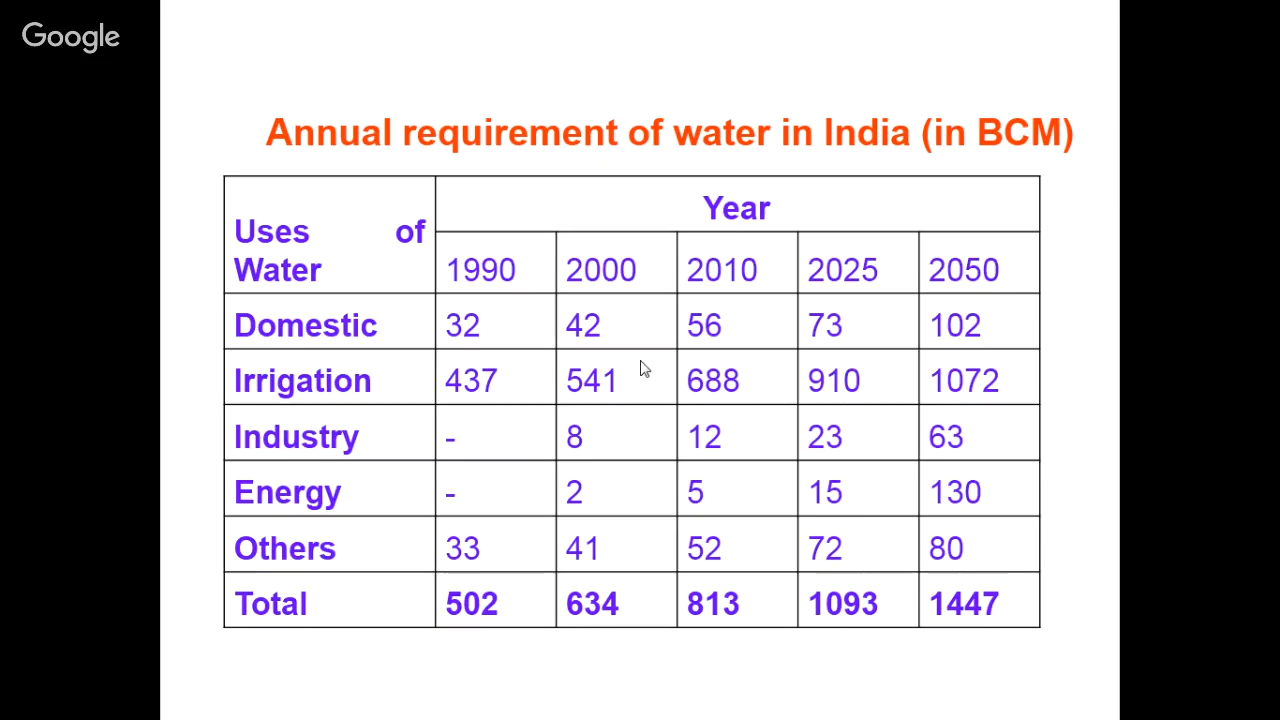 Google
Annual requirement of water in India (in BCM)
Uses of Water Year
1990 2000 2010 2025 2050
Domestic 32 42 56 73 102
Irrigation 437 541 688 910 1072
Industry - 8 12 23 63
Energy - 2 5 15 130
Others 33 41 52 72 80
Total 502 634 813 1093 1447